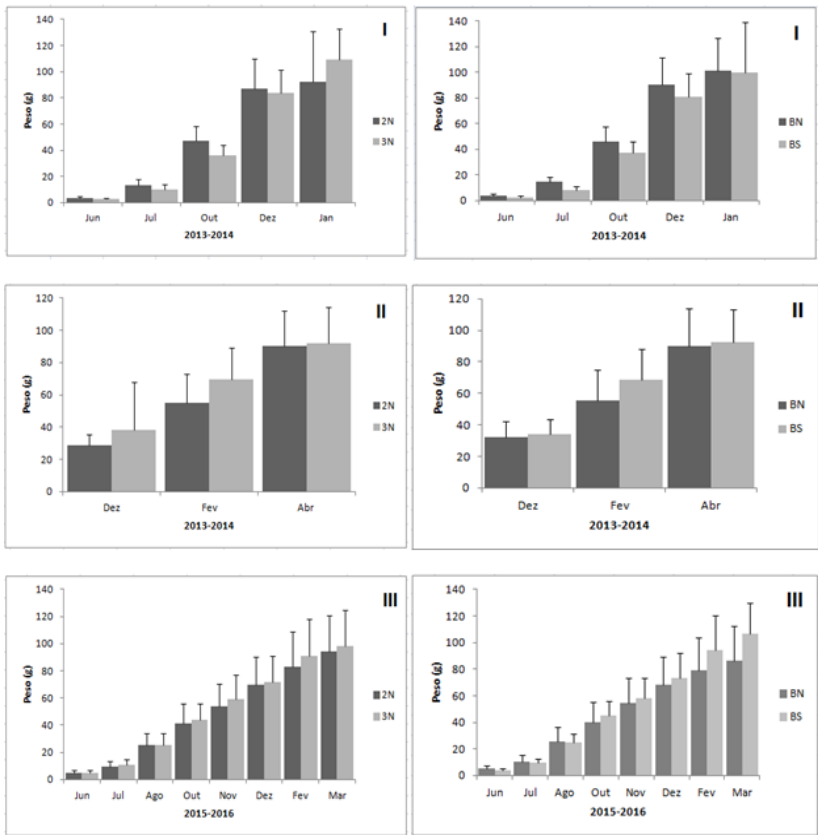 I
140
120
100
80
60
40
20
0
Peso (g)
2N
3N
Jun Jul Out Dez Jan
2013-2014
I
140
120
100
80
60
40
20
0
Peso (g)
BN
BS
Jun Jul Out Dez Jan
2013-2014
II
120
100
80
60
40
20
0
Peso (g)
2N
3N
Dez Fev Abr
2013-2014
II
120
100
80
60
40
20
0
Peso (g)
BN
BS
Dez Fev Abr
2013-2014
III
140
120
100
80
60
40
20
0
Peso (g)
2N
3N
Jun Jul Ago Out Nov Dez Fev Mar
2015-2016
III
140
120
100
80
60
40
20
0
Peso (g)
BN
BS
Jun Jul Ago Out Nov Dez Fev Mar
2015-2016